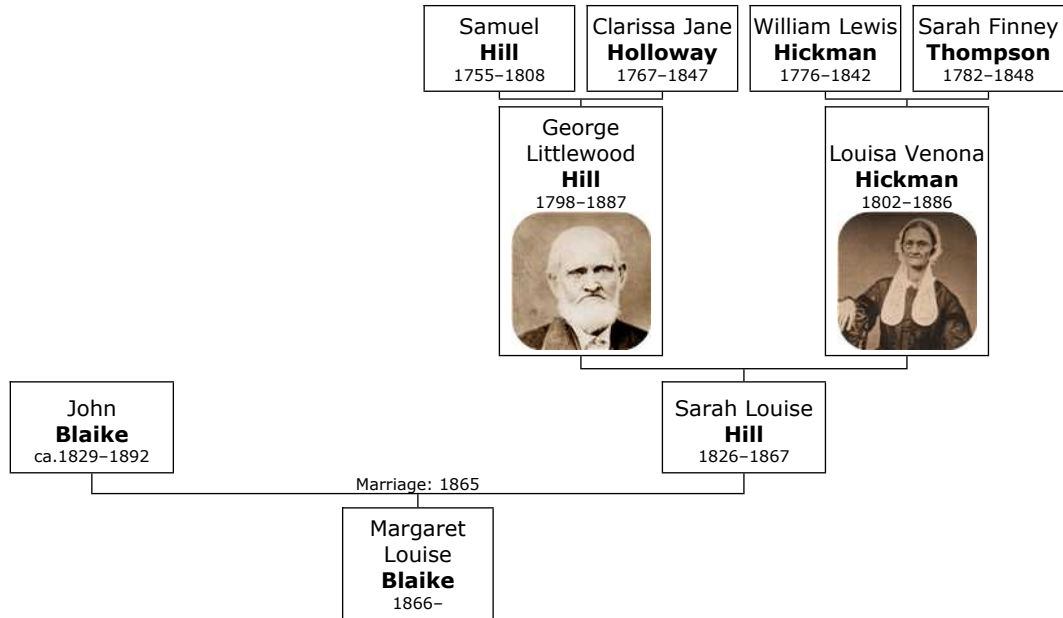 Samuel
Hill
1755–1808
Clarissa Jane
Holloway
1767–1847
William Lewis
Hickman
1776–1842
Sarah Finney
Thompson
1782–1848
George
Littlewood
Hill
1798–1887
Louisa Venona
Hickman
1802–1886
John
Blaike
ca.1829–1892
Sarah Louise
Hill
1826–1867
Marriage: 1865
Margaret
Louise
Blaike
1866–